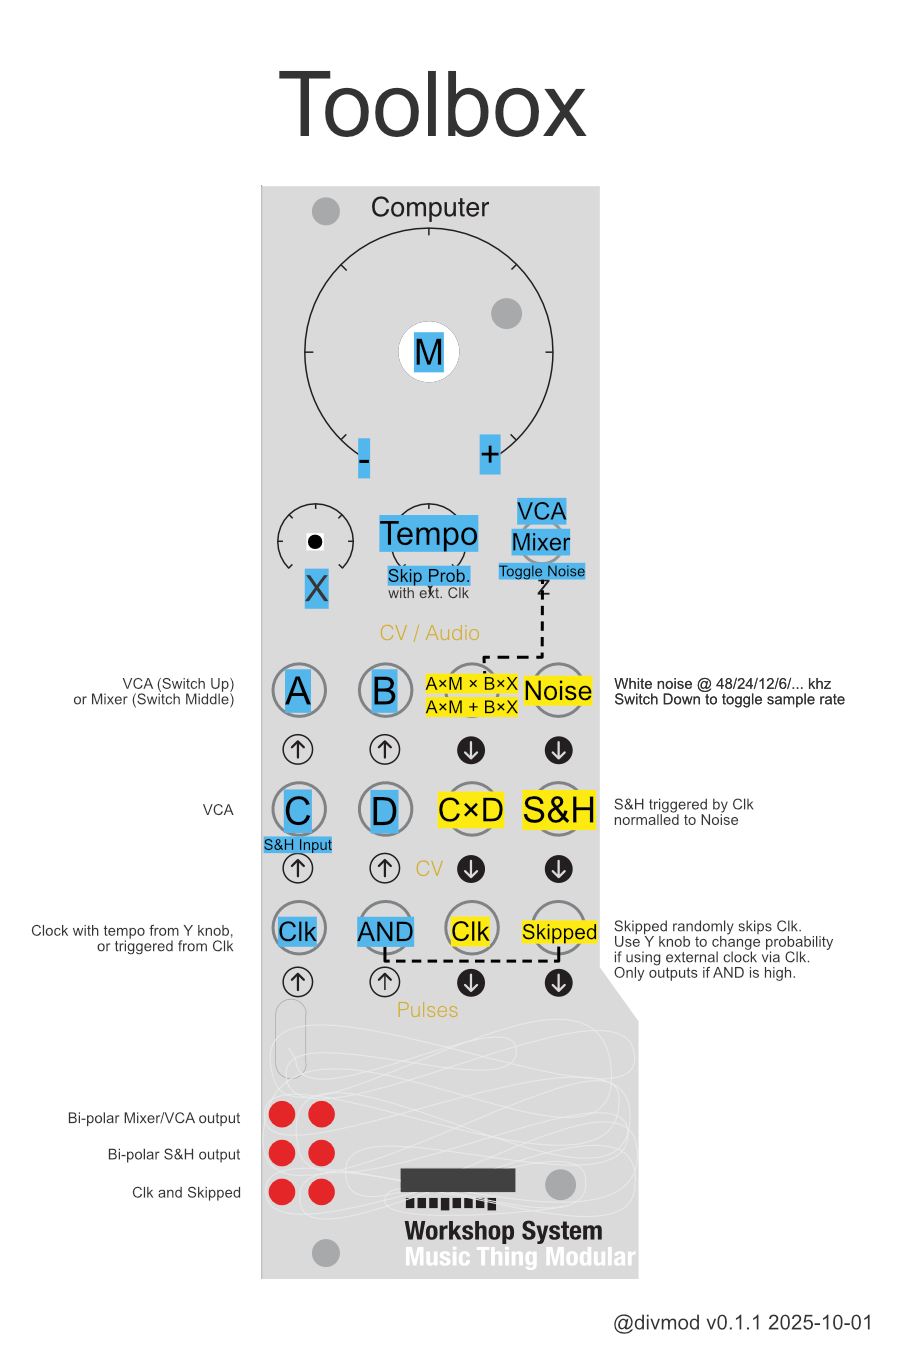 Toolbox
Computer
M
-
+
VCA
Tempo
Mixer
Skip Prob.
Toggle Noise
with ext. Clk
X
Z
CV / Audio
VCA (Switch Up)
or Mixer (Switch Middle)
A
B
A×M × B×X
A×M + B×X
Noise
White noise @ 48/24/12/6/... khz
Switch Down to toggle sample rate
VCA
C
D
C×D
S&H
S&H triggered by Clk
normalled to Noise
S&H Input
CV
Clock with tempo from Y knob,
or triggered from Clk
Clk
AND
Clk
Skipped
Skipped randomly skips Clk.
Use Y knob to change probability
if using external clock via Clk.
Only outputs if AND is high.
Pulses
Bi-polar Mixer/VCA output
Bi-polar S&H output
Clk and Skipped
Workshop System
Music Thing Modular
@divmod v0.1.1 2025-10-01